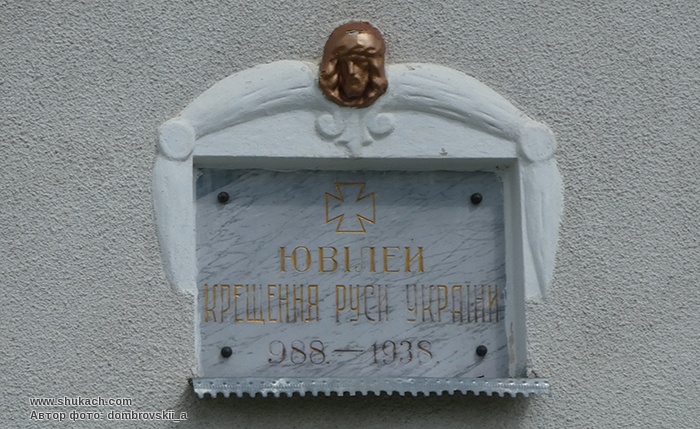 ЮВІЛЕЙ
КРЕЩЕННЯ РУСИ УКРАЇНИ
988.—1938.
www.shukach.com
Автор фото: dombrovskii_a